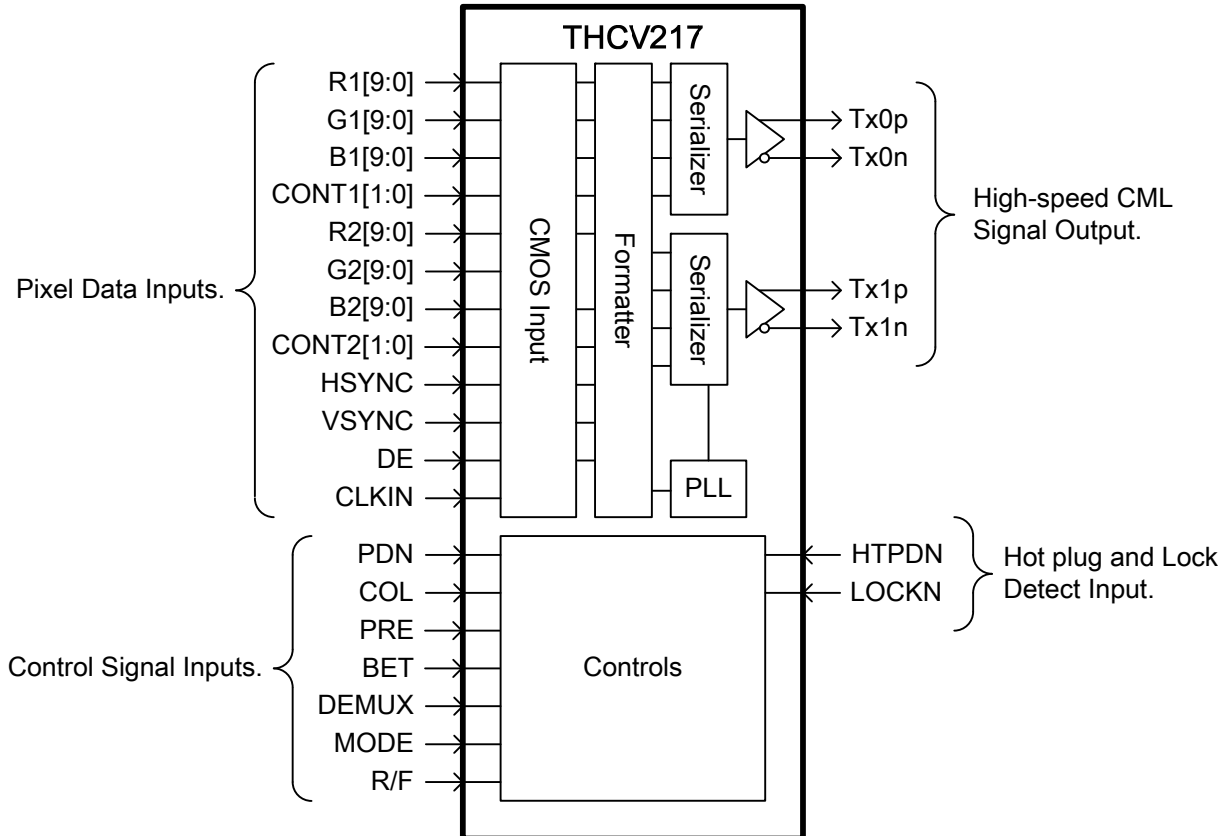 THCV217
Pixel Data Inputs.
R1[9:0]
G1[9:0]
B1[9:0]
CONT1[1:0]
R2[9:0]
G2[9:0]
B2[9:0]
CONT2[1:0]
HSYNC
VSYNC
DE
CLKIN
CMOS Input
Formatter
Serializer
Serializer
PLL
Tx0p
Tx0n
Tx1p
Tx1n
High-speed CML
Signal Output.
Control Signal Inputs.
PDN
COL
PRE
BET
DEMUX
MODE
R/F
Controls
HTPDN
LOCKN
Hot plug and Lock
Detect Input.